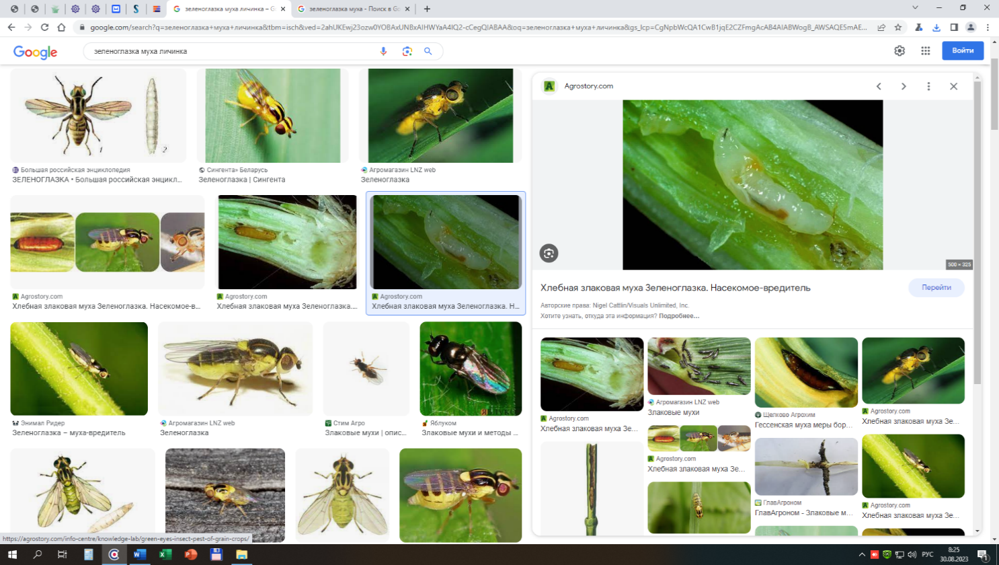 зеленоглазка муха личинка – G
зеленоглазка муха - Поиск в Go
google.com/search?q=зеленоглазка+муха+личинка&tbm=isch&ved=2ahUKEwj23ozw0YOBAxUNBxAIHWYaA4IQ2-cCegQIABAA&oq=зеленоглазка+муха+личинка&gs_lcp=CgNpbWcQA1CwB1jqE2CZFmgAcAB4AIABWogB_AWSAQE5mAE...
Google
зеленоглазка муха личинка
Войти
1
2
Большая российская энциклопедия
ЗЕЛЕНОГЛАЗКА • Большая российская энцикл...
Сингента» Беларусь
Зеленоглазка | Сингента
Агромагазин LNZ web
Зеленоглазка
Agrostory.com
Хлебная злаковая муха Зеленоглазка. Насекомое-в...
Agrostory.com
Хлебная злаковая муха Зеленоглазка....
Agrostory.com
Хлебная злаковая муха Зеленоглазка. Н...
Энимал Ридер
Зеленоглазка – муха-вредитель
Агромагазин LNZ web
Зеленоглазка
Стим Агро
Злаковые мухи | опис...
Яблуком
Злаковые мухи и методы ...
Agrostory.com
500 × 325
Хлебная злаковая муха Зеленоглазка. Насекомое-вредитель
Перейти
Авторские права: Nigel Cattlin/Visuals Unlimited, Inc.
Хотите узнать, откуда эта информация? Подробнее...
Agrostory.com
Хлебная злаковая муха Зе...
Агромагазин LNZ web
Злаковые мухи
Agrostory.com
Хлебная злаковая муха Зе...
Щелково Агрохим
Гессенская муха меры бор...
ГлавАгроном
ГлавАгроном - Злаковые м...
Agrostory.com
Хлебная злаковая муха Зе...
Agrostory.com
Хлебная злаковая муха Зе...
https://agrostory.com/info-centre/knowledge-lab/green-eyes-insect-pest-of-grain-crops/
РУС
8:25
30.08.2023
1